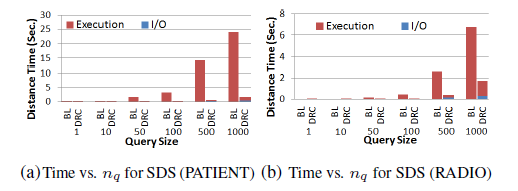 Distance Time (Sec.)
30
25
20
15
10
5
0
Execution I/O
BL DRC BL DRC BL DRC BL DRC BL DRC BL DRC
1 10 50 100 500 1000
Query Size
(a) Time vs. n_q for SDS (PATIENT)
Distance Time (Sec.)
8
6
4
2
0
Execution I/O
BL DRC BL DRC BL DRC BL DRC BL DRC BL DRC
1 10 50 100 500 1000
Query Size
(b) Time vs. n_q for SDS (RADIO)